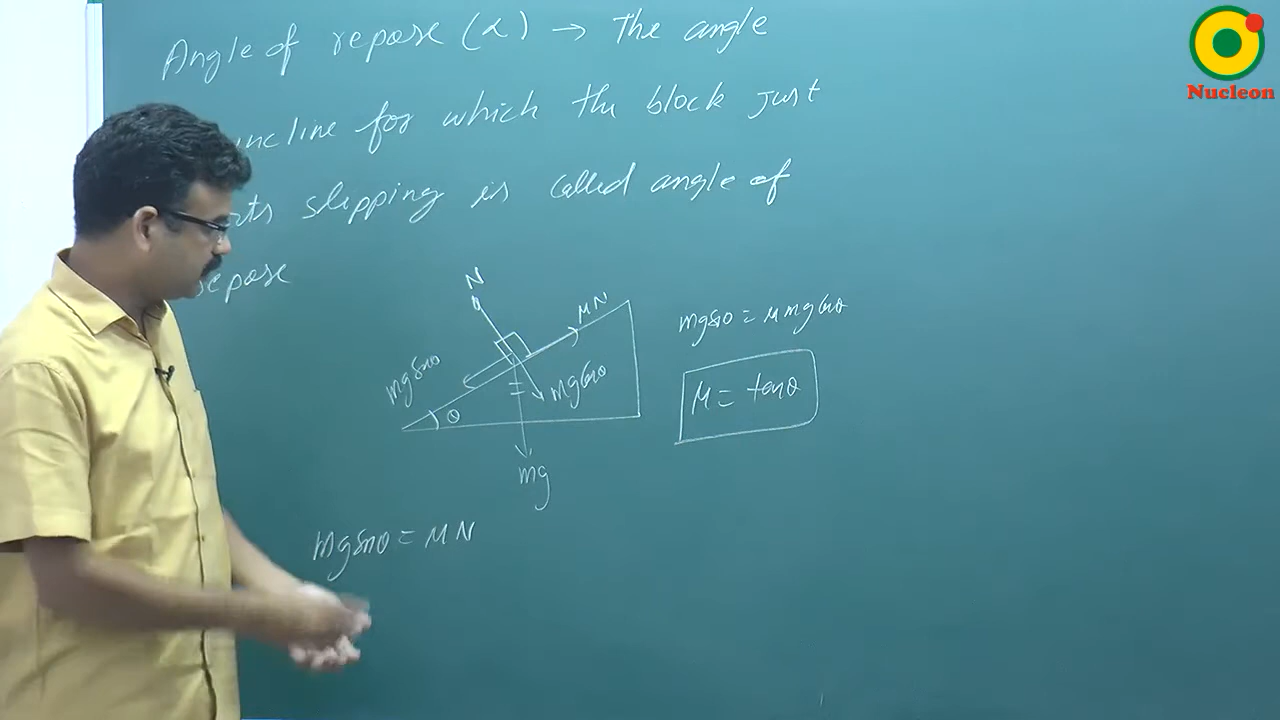 Angle of repose (α) → The angle
incline for which the block just
rts slipping is called angle of
repose
N
μN
mg sinθ
mg cosθ
θ
mg
mg sinθ = μ mg cosθ
μ = tanθ
mg sinθ = μN
Nucleon